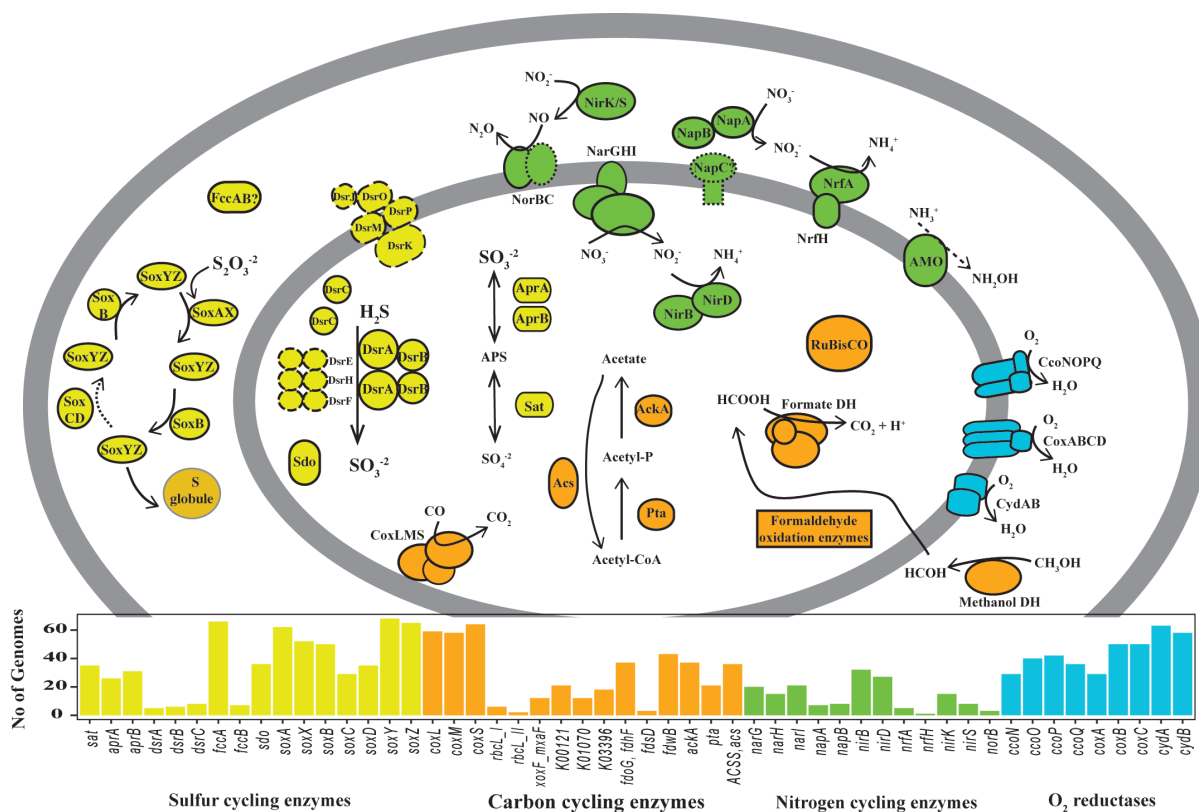 NO₂⁻
NirK/S
NO
N₂O
NorBC
NarGHI
NO₃⁻
NO₂⁻
NapB
NapA
NapC?
NO₃⁻
NO₂⁻
NH₄⁺
NrfA
NrfH
NH₃⁺
AMO
NH₂OH
NH₄⁺
NirB
NirD
FccAB?
S₂O₃⁻²
SoxYZ
Sox
B
SoxAX
SoxYZ
SoxYZ
Sox
CD
SoxB
SoxYZ
S
globule
DsrJ
DsrO
DsrP
DsrM
DsrK
DsrC
DsrC
H₂S
DsrE
DsrH
DsrF
DsrA
DsrB
DsrA
DsrB
Sdo
SO₃⁻²
SO₃⁻²
AprA
AprB
APS
Sat
SO₄⁻²
Acetate
AckA
Acetyl-P
Acs
Pta
Acetyl-CoA
CoxLMS
CO
CO₂
RuBisCO
HCOOH
Formate DH
CO₂ + H⁺
Formaldehyde
oxidation enzymes
HCOH
CH₃OH
Methanol DH
O₂
CcoNOPQ
H₂O
O₂
CoxABCD
H₂O
O₂
CydAB
H₂O
No of Genomes
60
40
20
0
sat
aprA
aprB
dsrA
dsrB
dsrC
fccA
fccB
sdo
soxA
soxX
soxB
soxC
soxD
soxY
soxZ
coxL
coxM
coxS
rbcL_I
rbcL_II
xoxF_mxaF
K00121
K01070
K03396
fdoG, fdhF
fdsD
fdwB
ackA
pta
ACSS,acs
narG
narH
narI
napA
napB
nirB
nirD
nrfA
nrfH
nirK
nirS
norB
ccoN
ccoO
ccoP
ccoQ
coxA
coxB
coxC
cydA
cydB
Sulfur cycling enzymes
Carbon cycling enzymes
Nitrogen cycling enzymes
O₂ reductases